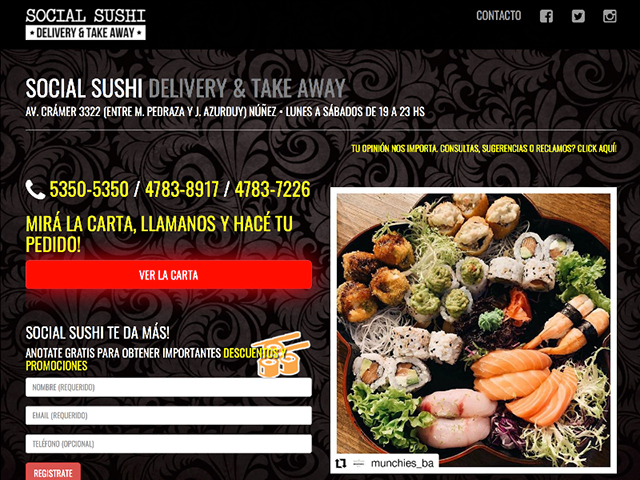 SOCIAL SUSHI
• DELIVERY & TAKE AWAY •
CONTACTO
SOCIAL SUSHI DELIVERY & TAKE AWAY
AV. CRÁMER 3322 (ENTRE M. PEDRAZA Y J. AZURDUY) NÚÑEZ • LUNES A SÁBADOS DE 19 A 23 HS
TU OPINIÓN NOS IMPORTA. CONSULTAS, SUGERENCIAS O RECLAMOS? CLICK AQUÍ!
5350-5350 / 4783-8917 / 4783-7226
MIRÁ LA CARTA, LLAMANOS Y HACÉ TU
PEDIDO!
VER LA CARTA
SOCIAL SUSHI TE DA MÁS!
ANOTATE GRATIS PARA OBTENER IMPORTANTES DESCUENTOS Y
PROMOCIONES
NOMBRE (REQUERIDO)
EMAIL (REQUERIDO)
TELÉFONO (OPCIONAL)
REGISTRATE
munchies_ba